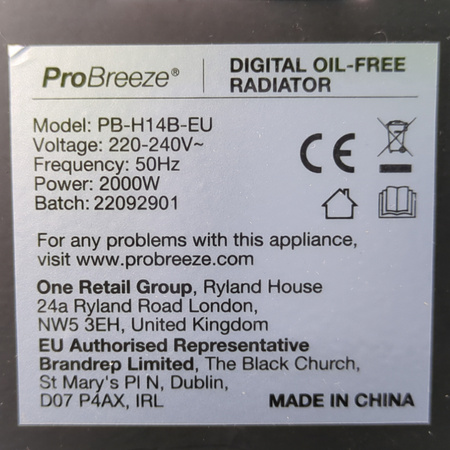 ProBreeze® DIGITAL OIL-FREE
RADIATOR
Model: PB-H14B-EU
Voltage: 220-240V~
Frequency: 50Hz
Power: 2000W
Batch: 22092901
CE
For any problems with this appliance,
visit www.probreeze.com
One Retail Group, Ryland House
24a Ryland Road London,
NW5 3EH, United Kingdom
EU Authorised Representative
Brandrep Limited, The Black Church,
St Mary's Pl N, Dublin,
D07 P4AX, IRL
MADE IN CHINA